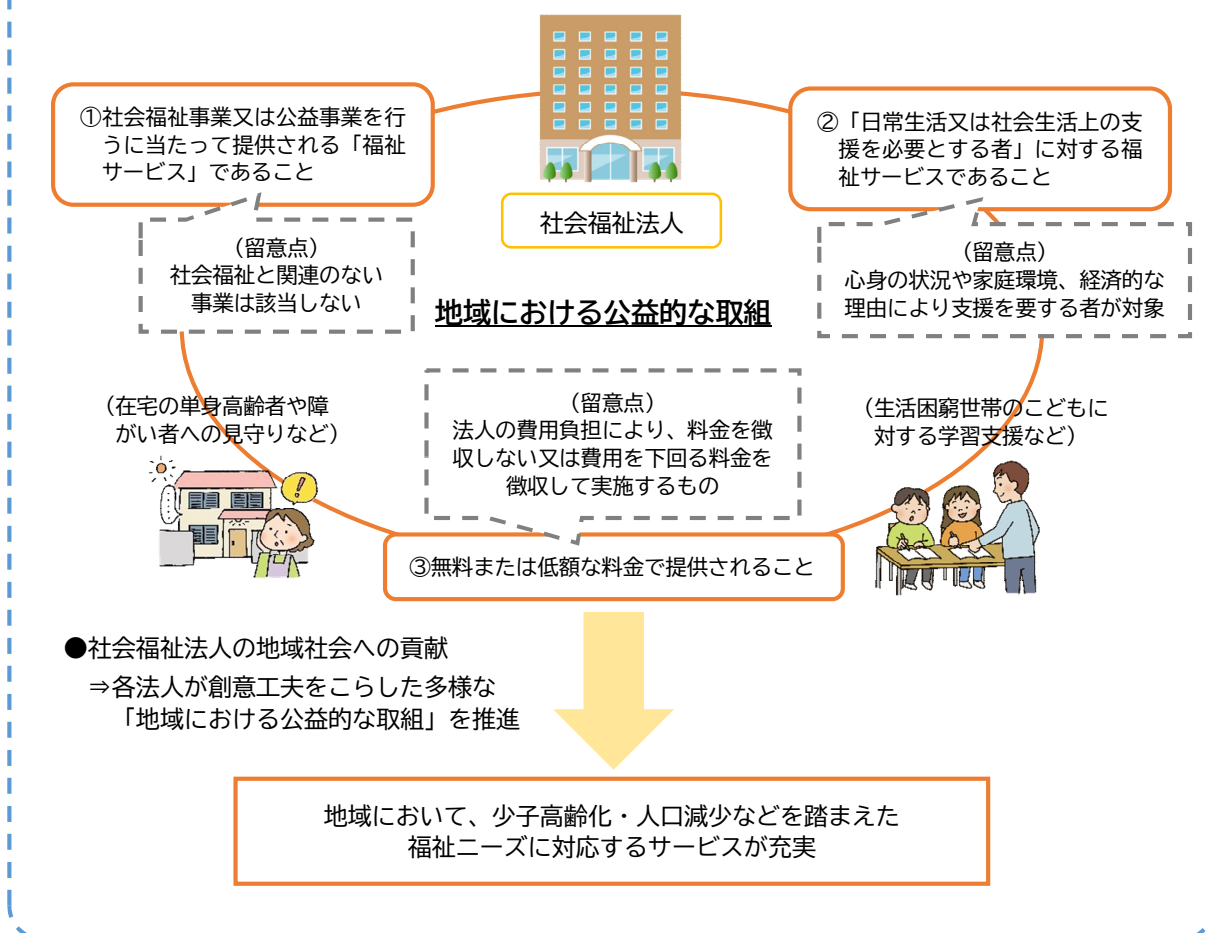 ①社会福祉事業又は公益事業を行
うに当たって提供される「福祉
サービス」であること
(留意点)
社会福祉と関連のない
事業は該当しない
社会福祉法人
②「日常生活又は社会生活上の支
援を必要とする者」に対する福
祉サービスであること
(留意点)
心身の状況や家庭環境、経済的な
理由により支援を要する者が対象
地域における公益的な取組
(在宅の単身高齢者や障
がい者への見守りなど)
(留意点)
法人の費用負担により、料金を徴
収しない又は費用を下回る料金を
徴収して実施するもの
(生活困窮世帯のこどもに
対する学習支援など)
③無料または低額な料金で提供されること
●社会福祉法人の地域社会への貢献
⇒各法人が創意工夫をこらした多様な
「地域における公益的な取組」を推進
地域において、少子高齢化・人口減少などを踏まえた
福祉ニーズに対応するサービスが充実